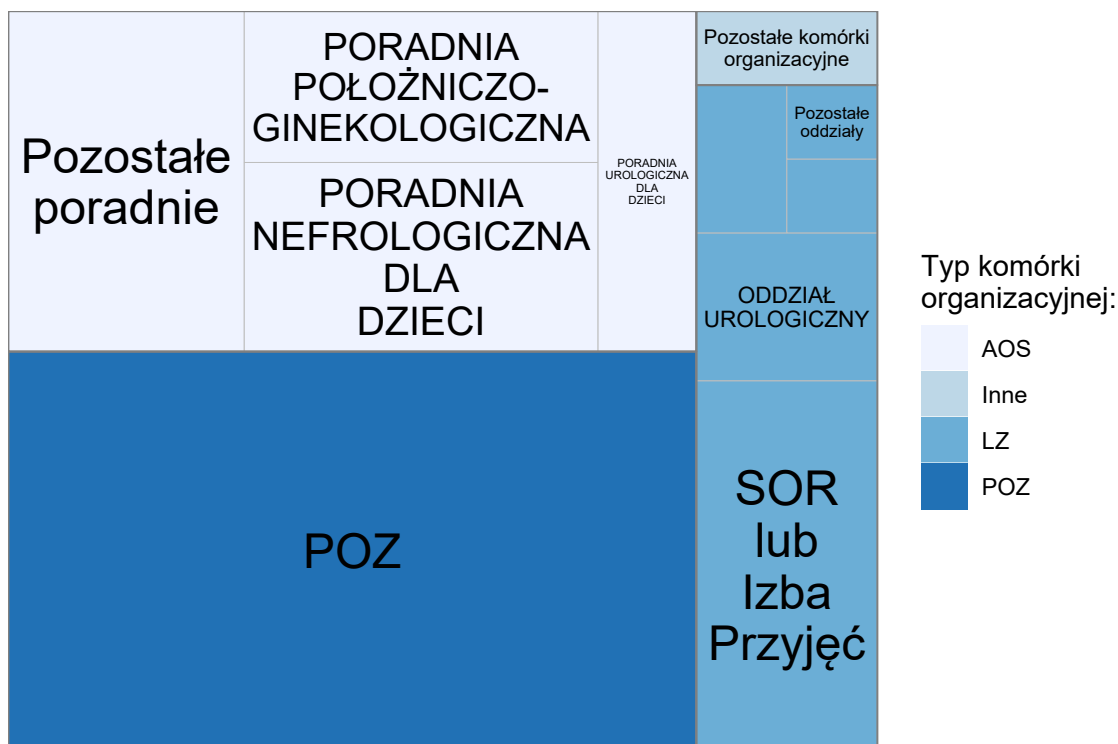 Pozostałe
poradnie
PORADNIA
POŁOŻNICZO-
GINEKOLOGICZNA
PORADNIA
NEFROLOGICZNA
DLA
DZIECI
PORADNIA
UROLOGICZNA
DLA
DZIECI
POZ
Pozostałe komórki
organizacyjne
Pozostałe
oddziały
ODDZIAŁ
UROLOGICZNY
SOR
lub
Izba
Przyjęć
Typ komórki
organizacyjnej:
AOS
Inne
LZ
POZ